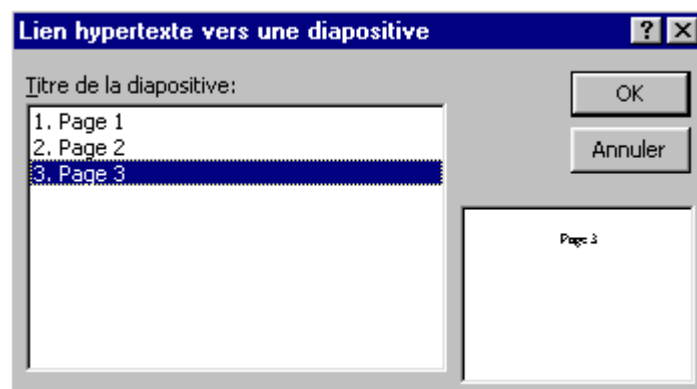 Lien hypertexte vers une diapositive
Titre de la diapositive:
1. Page 1
2. Page 2
3. Page 3
OK
Annuler
Page 3